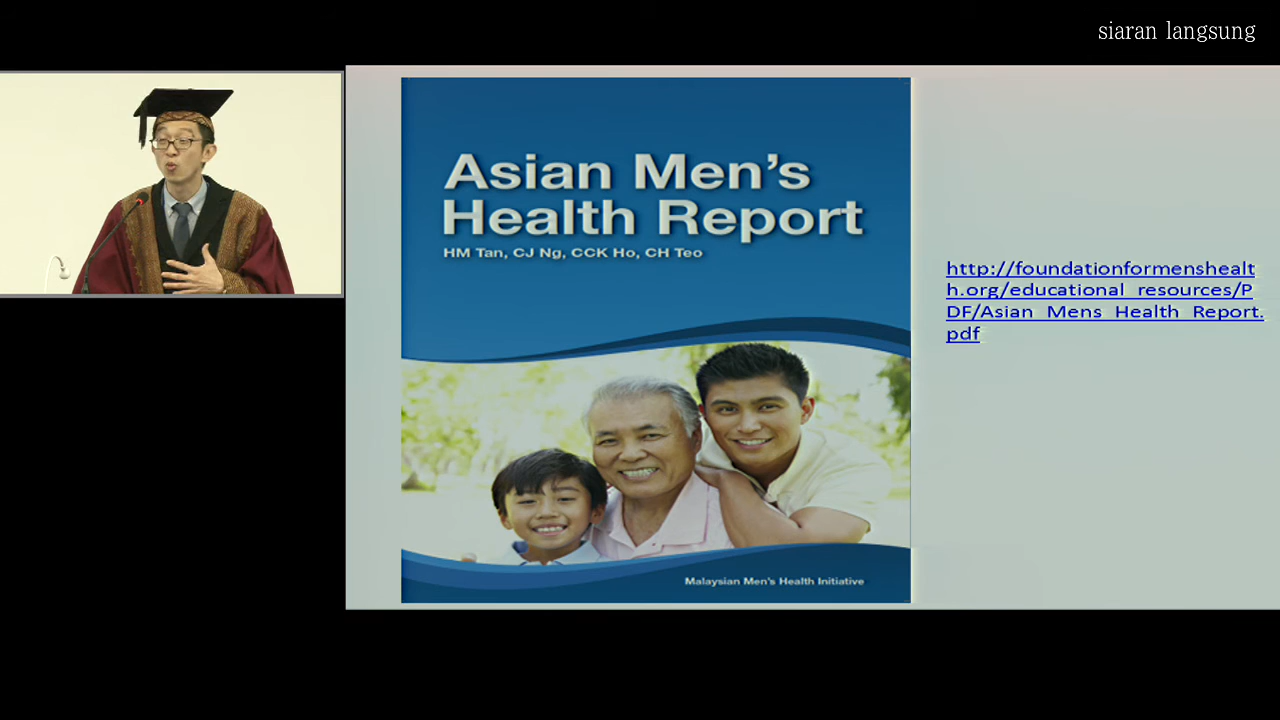 siaran langsung
Asian Men's
Health Report
HM Tan, CJ Ng, CCK Ho, CH Teo
Malaysian Men's Health Initiative
http://foundationformenshealt
h.org/educational_resources/P
DF/Asian_Mens_Health_Report.
pdf